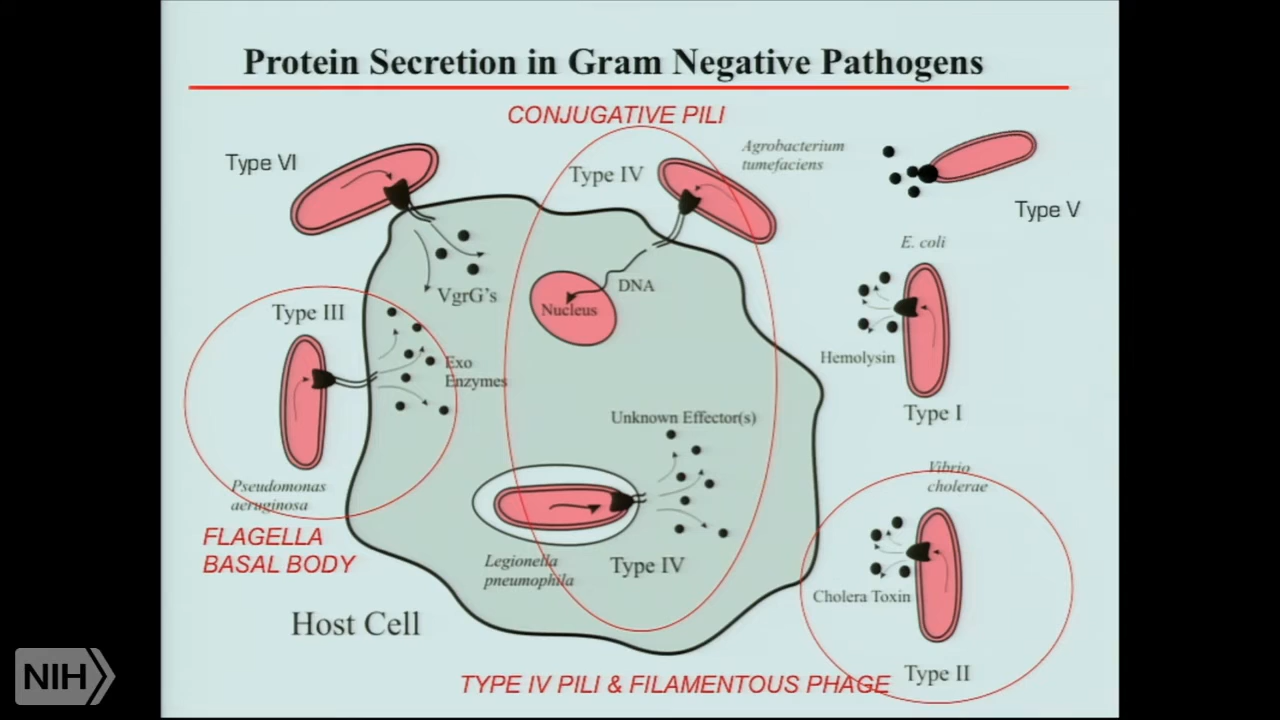 Protein Secretion in Gram Negative Pathogens
CONJUGATIVE PILI
Type VI
Type IV
Agrobacterium
tumefaciens
Type V
E. coli
DNA
VgrG's
Nucleus
Type III
Exo
Enzymes
Hemolysin
Type I
Unknown Effector(s)
Vibrio
cholerae
Pseudomonas
aeruginosa
FLAGELLA
BASAL BODY
Legionella
pneumophila
Type IV
Cholera Toxin
Host Cell
Type II
TYPE IV PILI & FILAMENTOUS PHAGE
NIH